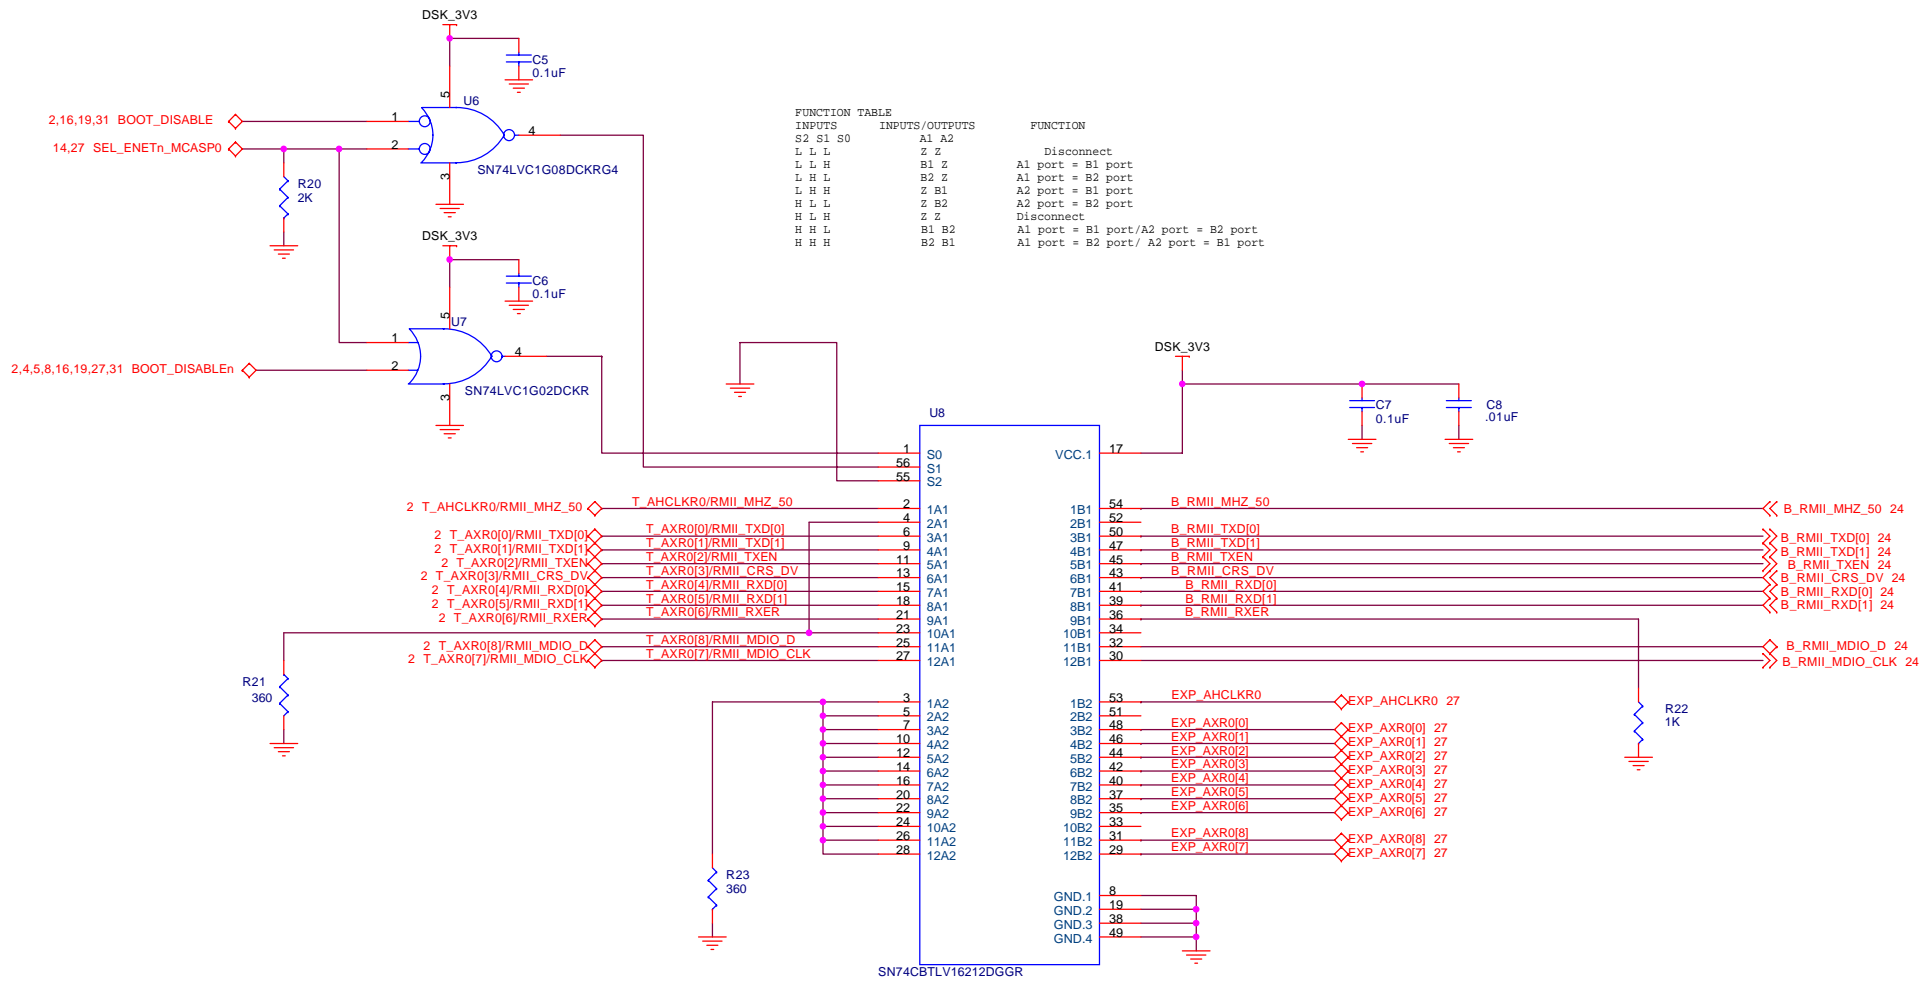 DSK_3V3
C5
0.1uF
5
U6
2,16,19,31 BOOT_DISABLE
1
4
14,27 SEL_ENETn_MCASP0
2
3
SN74LVC1G08DCKRG4
R20
2K
DSK_3V3
C6
0.1uF
5
U7
1
4
2,4,5,8,16,19,27,31 BOOT_DISABLEn
2
3
SN74LVC1G02DCKR
FUNCTION TABLE
INPUTS INPUTS/OUTPUTS FUNCTION
S2 S1 S0 A1 A2
L L L Z Z Disconnect
L L H B1 Z A1 port = B1 port
L H L B2 Z A1 port = B2 port
L H H Z B1 A2 port = B1 port
H L L Z B2 A2 port = B2 port
H L H Z Z Disconnect
H H L B1 B2 A1 port = B1 port/A2 port = B2 port
H H H B2 B1 A1 port = B2 port/ A2 port = B1 port
DSK_3V3
C7
0.1uF
C8
.01uF
U8
1 S0 VCC.1 17
56 S1
55 S2
2 T_AHCLKR0/RMII_MHZ_50 T_AHCLKR0/RMII_MHZ_50 2 1A1 1B1 54 B_RMII_MHZ_50 B_RMII_MHZ_50 24
4 2A1 2B1 52
2 T_AXR0[0]/RMII_TXD[0] T_AXR0[0]/RMII_TXD[0] 6 3A1 3B1 50 B_RMII_TXD[0] B_RMII_TXD[0] 24
2 T_AXR0[1]/RMII_TXD[1] T_AXR0[1]/RMII_TXD[1] 9 4A1 4B1 47 B_RMII_TXD[1] B_RMII_TXD[1] 24
2 T_AXR0[2]/RMII_TXEN T_AXR0[2]/RMII_TXEN 11 5A1 5B1 45 B_RMII_TXEN B_RMII_TXEN 24
2 T_AXR0[3]/RMII_CRS_DV T_AXR0[3]/RMII_CRS_DV 13 6A1 6B1 43 B_RMII_CRS_DV B_RMII_CRS_DV 24
2 T_AXR0[4]/RMII_RXD[0] T_AXR0[4]/RMII_RXD[0] 15 7A1 7B1 41 B_RMII_RXD[0] B_RMII_RXD[0] 24
2 T_AXR0[5]/RMII_RXD[1] T_AXR0[5]/RMII_RXD[1] 18 8A1 8B1 39 B_RMII_RXD[1] B_RMII_RXD[1] 24
2 T_AXR0[6]/RMII_RXER T_AXR0[6]/RMII_RXER 21 9A1 9B1 36 B_RMII_RXER
23 10A1 10B1 34
2 T_AXR0[8]/RMII_MDIO_D T_AXR0[8]/RMII_MDIO_D 25 11A1 11B1 32 B_RMII_MDIO_D 24
2 T_AXR0[7]/RMII_MDIO_CLK T_AXR0[7]/RMII_MDIO_CLK 27 12A1 12B1 30 B_RMII_MDIO_CLK 24
R21
360
3 1A2 1B2 53 EXP_AHCLKR0 EXP_AHCLKR0 27
5 2A2 2B2 51
7 3A2 3B2 48 EXP_AXR0[0] EXP_AXR0[0] 27
10 4A2 4B2 46 EXP_AXR0[1] EXP_AXR0[1] 27
12 5A2 5B2 44 EXP_AXR0[2] EXP_AXR0[2] 27
14 6A2 6B2 42 EXP_AXR0[3] EXP_AXR0[3] 27
16 7A2 7B2 40 EXP_AXR0[4] EXP_AXR0[4] 27
20 8A2 8B2 37 EXP_AXR0[5] EXP_AXR0[5] 27
22 9A2 9B2 35 EXP_AXR0[6] EXP_AXR0[6] 27
24 10A2 10B2 33
26 11A2 11B2 31 EXP_AXR0[8] EXP_AXR0[8] 27
28 12A2 12B2 29 EXP_AXR0[7] EXP_AXR0[7] 27
R22
1K
R23
360
GND.1 8
GND.2 19
GND.3 38
GND.4 49
SN74CBTLV16212DGGR